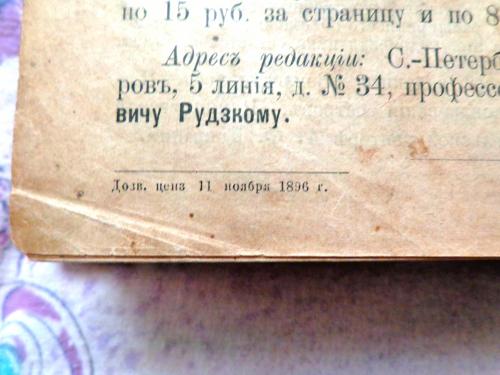 но 15 руб. за страницу и по 8
Адресъ редакціи: С.-Петерб
ровъ, 5 линія, д. № 34, професс
вичу Рудзкому.
Дозв. ценз 11 ноября 1896 г.